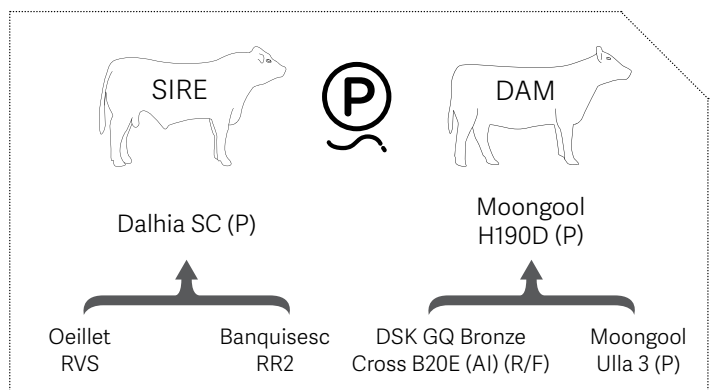 SIRE
P
DAM
Dalhia SC (P)
Moongool
H190D (P)
Oeillet
RVS
Banquisesc
RR2
DSK GQ Bronze
Cross B20E (AI) (R/F)
Moongool
Ulla 3 (P)